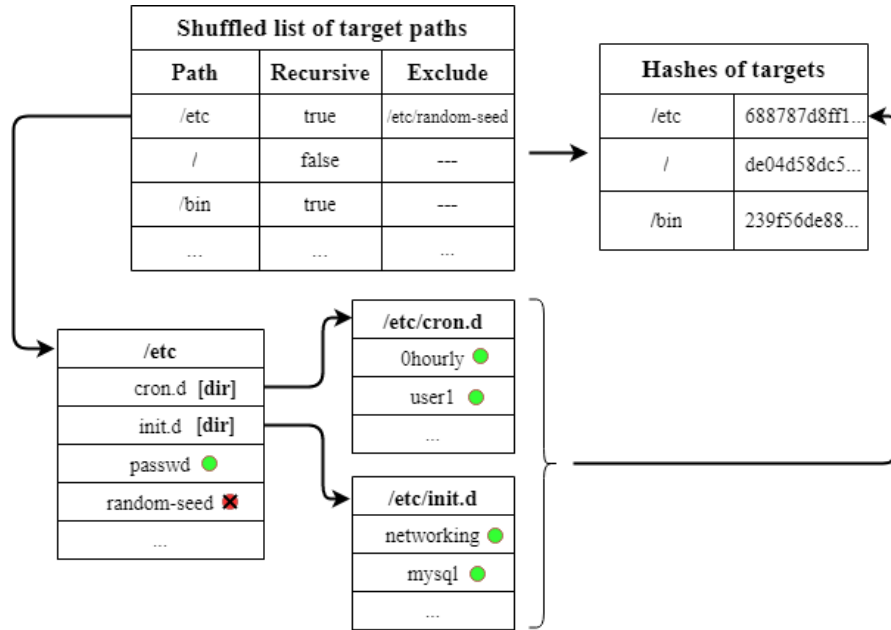 Shuffled list of target paths
Path Recursive Exclude
/etc true /etc/random-seed
/ false ---
/bin true ---
... ... ...
Hashes of targets
/etc 688787d8ff1...
/ de04d58dc5...
/bin 239f56de88...
/etc
cron.d [dir]
init.d [dir]
passwd
random-seed
...
/etc/cron.d
0hourly
user1
...
/etc/init.d
networking
mysql
...